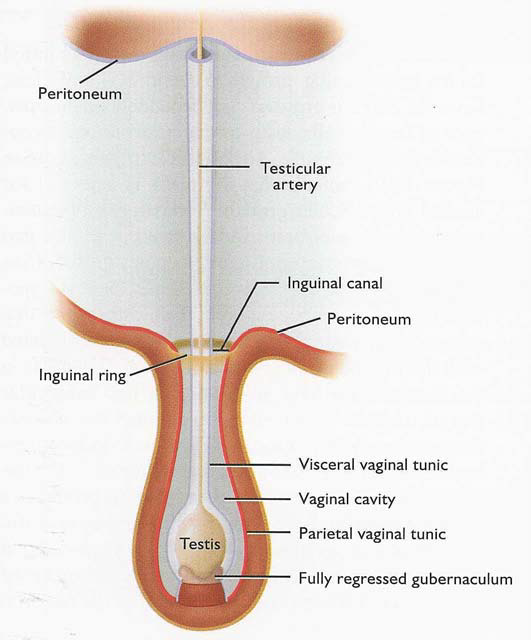 Peritoneum
Testicular
artery
Inguinal canal
Peritoneum
Inguinal ring
Visceral vaginal tunic
Vaginal cavity
Parietal vaginal tunic
Testis
Fully regressed gubernaculum